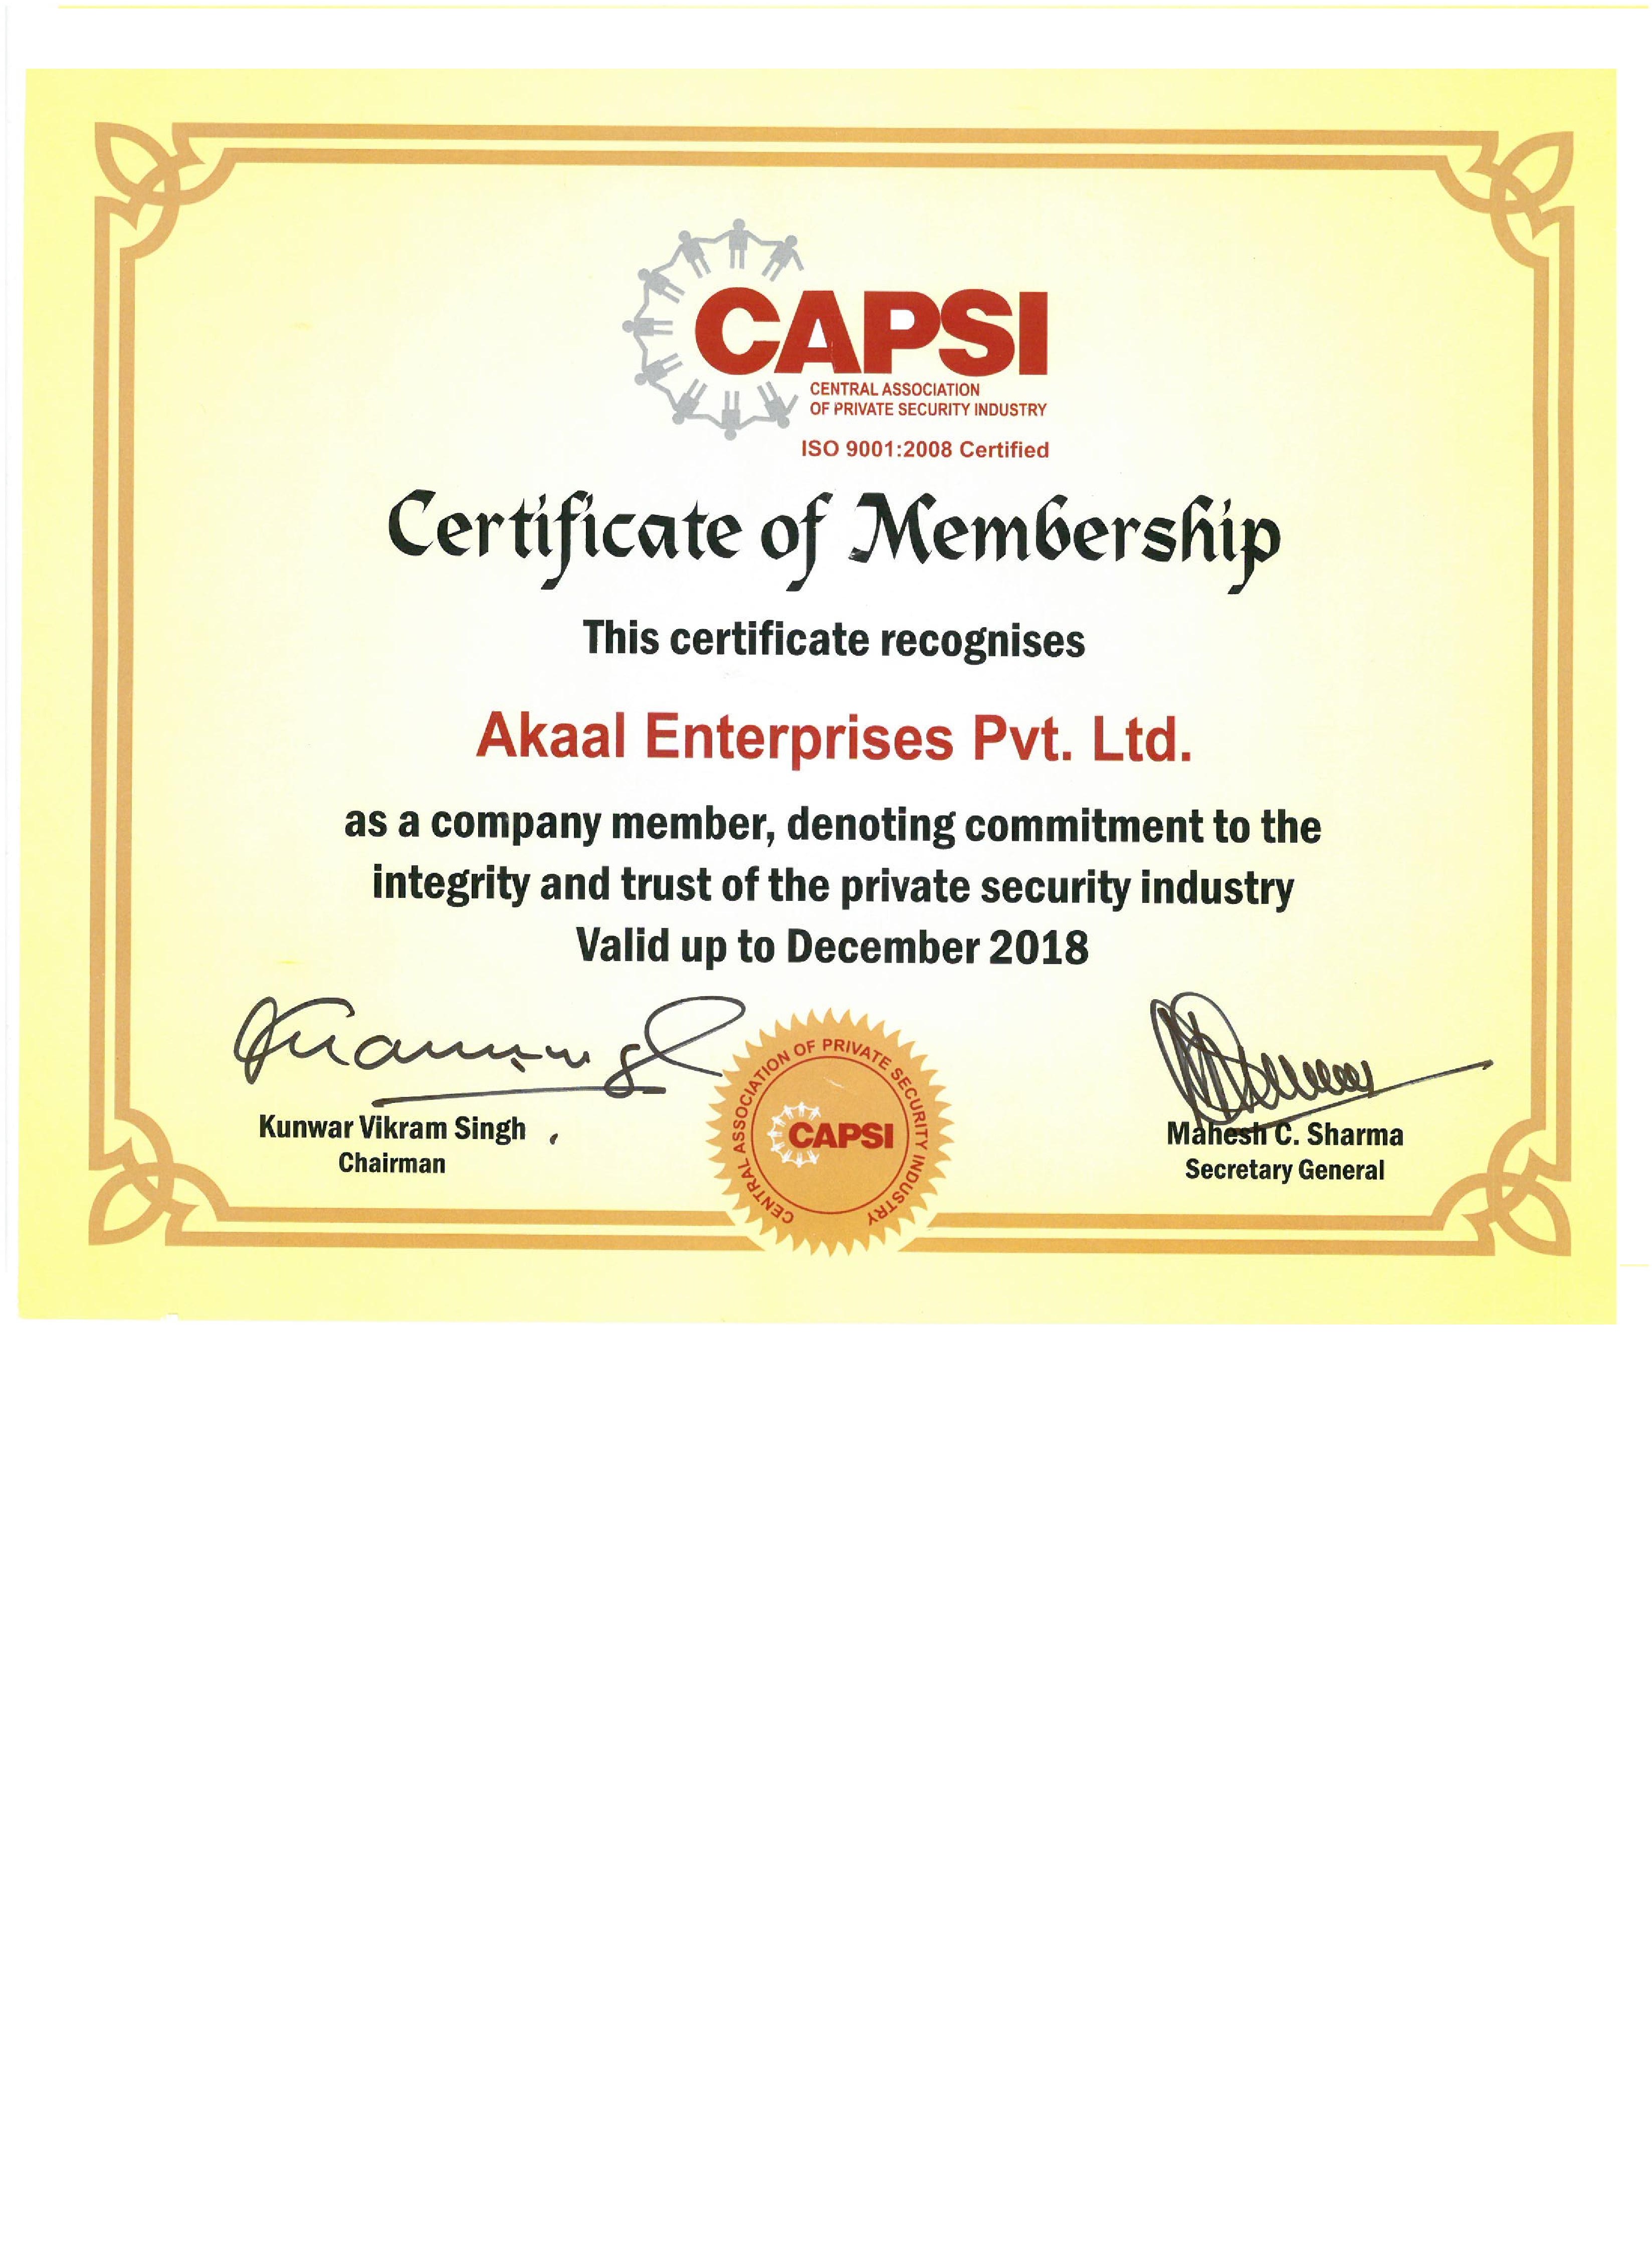 CAPSI
CENTRAL ASSOCIATION
OF PRIVATE SECURITY INDUSTRY
ISO 9001:2008 Certified
Certificate of Membership
This certificate recognises
Akaal Enterprises Pvt. Ltd.
as a company member, denoting commitment to the
integrity and trust of the private security industry
Valid up to December 2018
Kunwar Vikram Singh
Chairman
CENTRAL ASSOCIATION OF PRIVATE SECURITY INDUSTRY
CAPSI
Mahesh C. Sharma
Secretary General